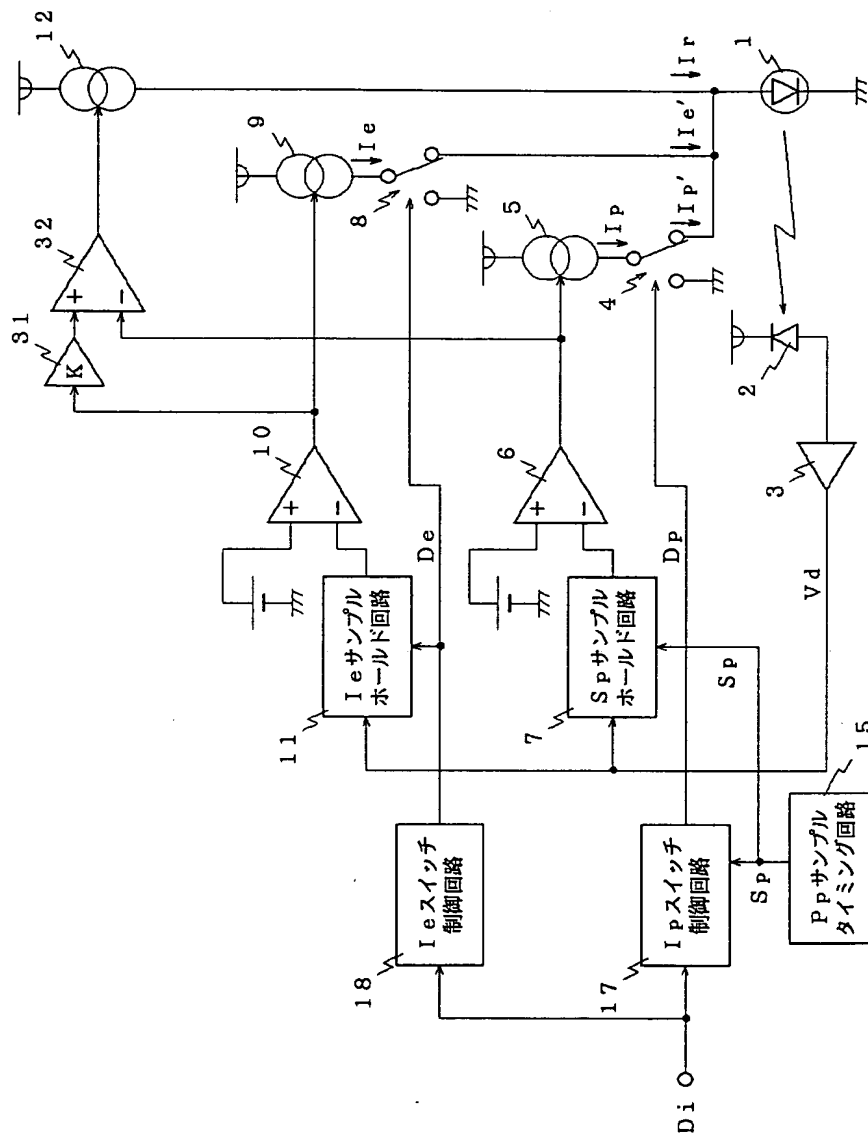 12
9
Ie
8
Ie'
Ir
1
5
Ip
4
Ip'
32
+
−
31
K
10
+
−
6
+
−
2
3
De
Dp
Vd
11
Ieサンプル
ホールド回路
7
Spサンプル
ホールド回路
Sp
18
Ieスイッチ
制御回路
17
Ipスイッチ
制御回路
Sp
15
Ppサンプル
タイミング回路
Di